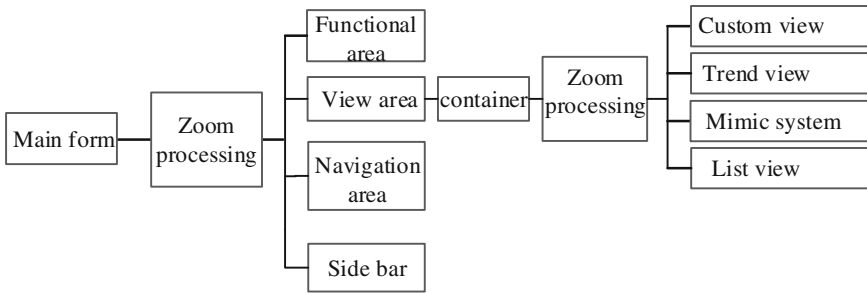 Main form
Zoom
processing
Functional
area
View area
Navigation
area
Side bar
container
Zoom
processing
Custom view
Trend view
Mimic system
List view